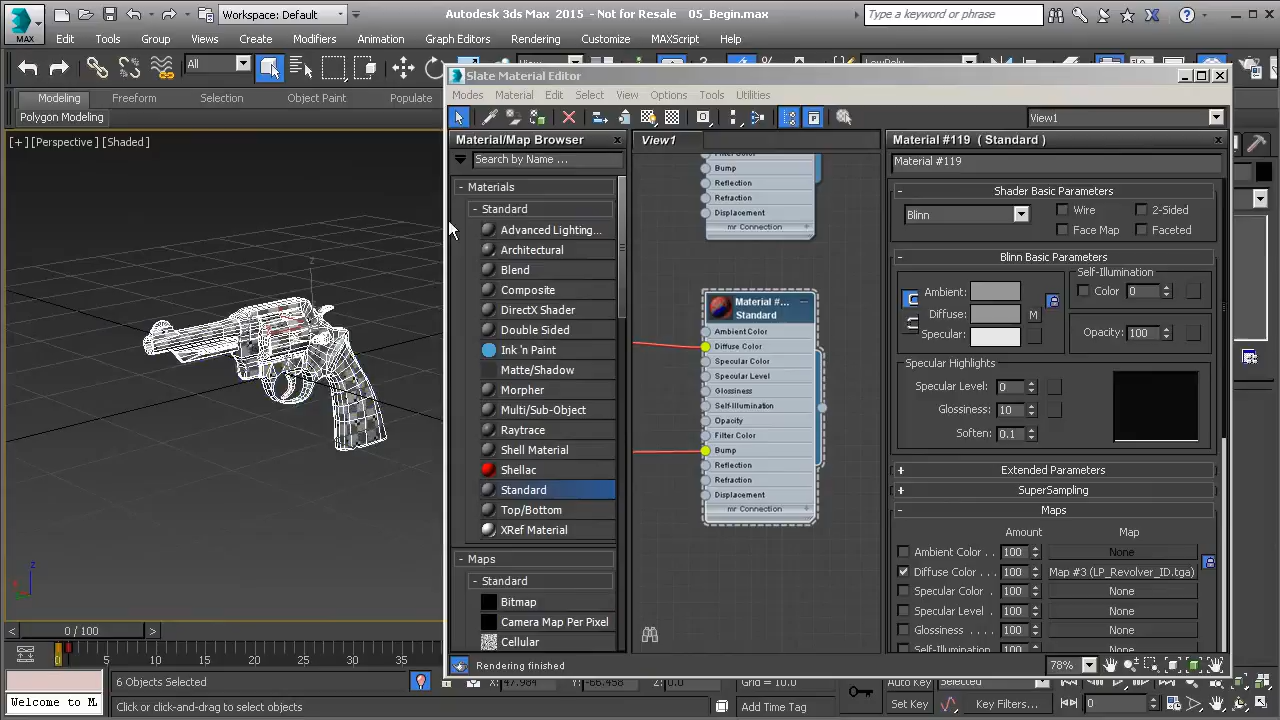 MAX
Workspace: Default
Autodesk 3ds Max 2015 - Not for Resale 05_Begin.max
Type a keyword or phrase
Edit Tools Group Views Create Modifiers Animation Graph Editors Rendering Customize MAXScript Help
All
Slate Material Editor
Modeling Freeform Selection Object Paint Populate
Polygon Modeling
Modes Material Edit Select View Options Tools Utilities
View1
[+] [Perspective] [Shaded]
Material/Map Browser
Search by Name ...
Materials
Standard
Advanced Lighting...
Architectural
Blend
Composite
DirectX Shader
Double Sided
Ink 'n Paint
Matte/Shadow
Morpher
Multi/Sub-Object
Raytrace
Shell Material
Shellac
Standard
Top/Bottom
XRef Material
Maps
Standard
Bitmap
Camera Map Per Pixel
Cellular
View1
Bump
Reflection
Refraction
Displacement
mr Connection +
Material #...
Standard
Ambient Color
Diffuse Color
Specular Color
Specular Level
Glossiness
Self-Illumination
Opacity
Filter Color
Bump
Reflection
Refraction
Displacement
mr Connection +
Material #119 ( Standard )
Material #119
Shader Basic Parameters
Blinn
Wire 2-Sided
Face Map Faceted
Blinn Basic Parameters
Self-Illumination
Ambient: Color 0
Diffuse: M
Specular: Opacity: 100
Specular Highlights
Specular Level: 0
Glossiness: 10
Soften: 0.1
Extended Parameters
SuperSampling
Maps
Amount Map
Ambient Color . . 100 None
Diffuse Color . . . 100 Map #3 (LP_Revolver_ID.tga)
Specular Color . 100 None
Specular Level . 100 None
Glossiness . . . . 100 None
z
z
0 / 100
0 5 10 15 20 25 30 35
Rendering finished
78%
6 Objects Selected
Welcome to M
Click or click-and-drag to select objects
Grid = 10.0
Add Time Tag
Auto Key Selected
Set Key Key Filters... 0